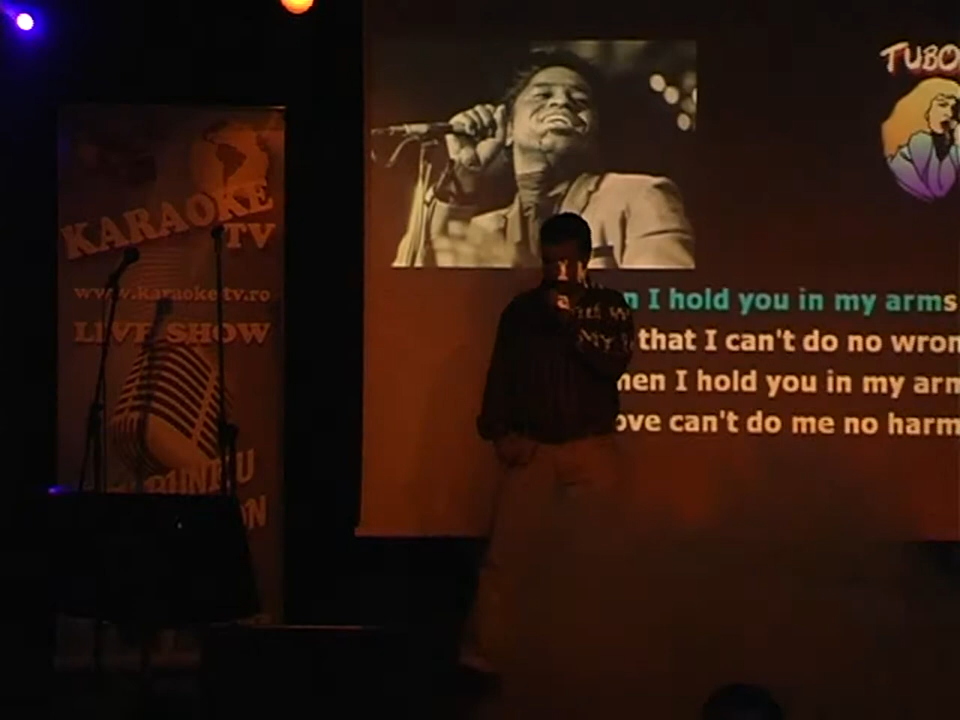 KARAOKE
TV
www.karaoketv.ro
LIVE SHOW
TUBO
n I hold you in my arms
that I can't do no wron
hen I hold you in my arm
ove can't do me no harm